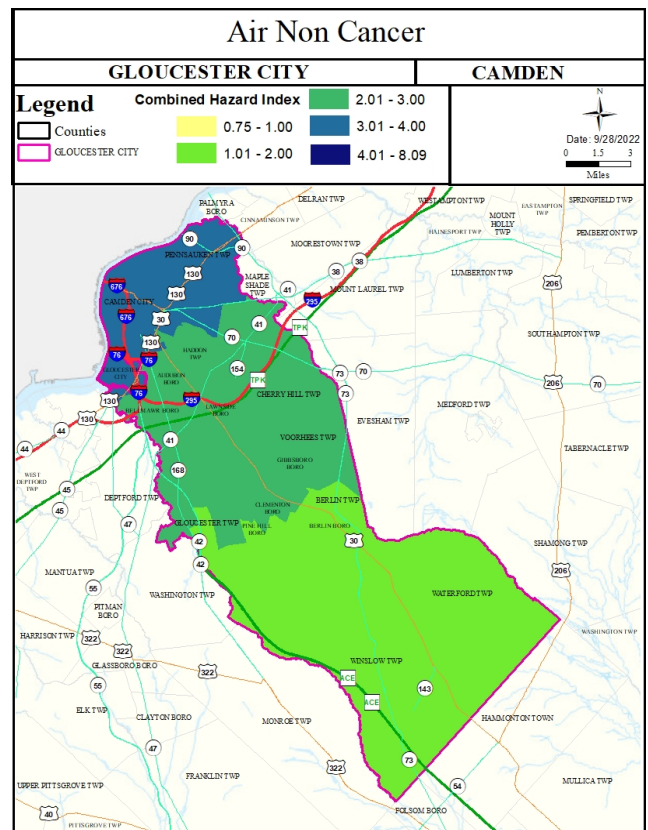 Air Non Cancer
GLOUCESTER CITY
CAMDEN
Legend
Counties
GLOUCESTER CITY
Combined Hazard Index
0.75 - 1.00
1.01 - 2.00
2.01 - 3.00
3.01 - 4.00
4.01 - 8.09
N
Date: 9/28/2022
0 1.5 3
Miles
PALMYRA
BORO
DELRAN TWP
CINNAMINSON TWP
WESTAMPTON TWP
EASTAMPTON
TWP
SPRINGFIELD TWP
MOUNT
HOLLY
TWP
HAINESPORT TWP
PEMBERTON TWP
MOORESTOWN TWP
90
90
PENNSAUKEN TWP
38
38
MAPLE
SHADE
TWP
LUMBERTON TWP
130
130
676
CAMDEN CITY
41
MOUNT LAUREL TWP
295
206
676
30
41
TPK
SOUTHAMPTON TWP
130
70
HADDON
TWP
76
76
154
GLOUCESTER
CITY
AUDUBON
BORO
TPK
73
70
206
70
76
130
BELLMAWR BORO
295
LAWNSIDE
BORO
CHERRY HILL TWP
73
MEDFORD TWP
130
EVESHAM TWP
44
44
41
VOORHEES TWP
TABERNACLE TWP
GIBBSBORO
BORO
WEST
DEPTFORD
TWP
168
45
45
DEPTFORD TWP
BERLIN TWP
CLEMENTON
BORO
47
GLOUCESTER TWP
PINE HILL
BORO
BERLIN BORO
42
30
SHAMONG TWP
42
206
MANTUA TWP
55
WASHINGTON TWP
WATERFORD TWP
PITMAN
BORO
HARRISON TWP
322
WASHINGTON TWP
322
GLASSBORO BORO
322
WINSLOW TWP
ACE
143
55
ACE
ELK TWP
CLAYTON BORO
MONROE TWP
HAMMONTON TOWN
47
73
322
FRANKLIN TWP
54
MULLICA TWP
UPPER PITTSGROVE TWP
FOLSOM BORO
40
PITTSGROVE TWP